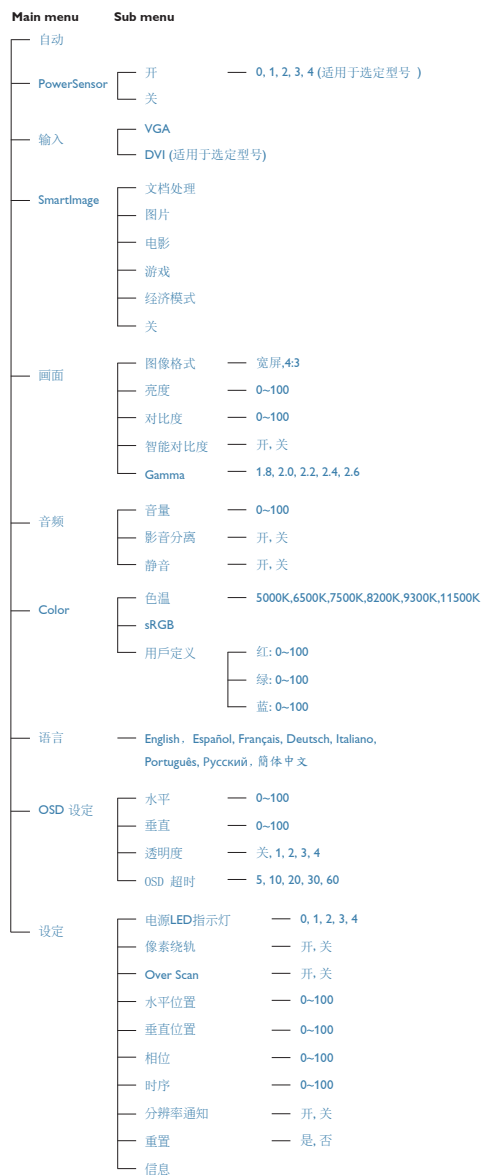 Main menu Sub menu
自动
PowerSensor 开 0, 1, 2, 3, 4 (适用于选定型号 )
关
输入 VGA
DVI (适用于选定型号)
SmartImage 文档处理
图片
电影
游戏
经济模式
关
画面 图像格式 宽屏,4:3
亮度 0~100
对比度 0~100
智能对比度 开, 关
Gamma 1.8, 2.0, 2.2, 2.4, 2.6
音频 音量 0~100
影音分离 开, 关
静音 开, 关
Color 色温 5000K,6500K,7500K,8200K,9300K,11500K
sRGB
用戶定义 红: 0~100
绿: 0~100
蓝: 0~100
语言 English, Español, Français, Deutsch, Italiano,
Português, Русский, 简体中文
OSD 设定 水平 0~100
垂直 0~100
透明度 关, 1, 2, 3, 4
OSD 超时 5, 10, 20, 30, 60
设定 电源LED指示灯 0, 1, 2, 3, 4
像素绕轨 开, 关
Over Scan 开, 关
水平位置 0~100
垂直位置 0~100
相位 0~100
时序 0~100
分辨率通知 开, 关
重置 是, 否
信息